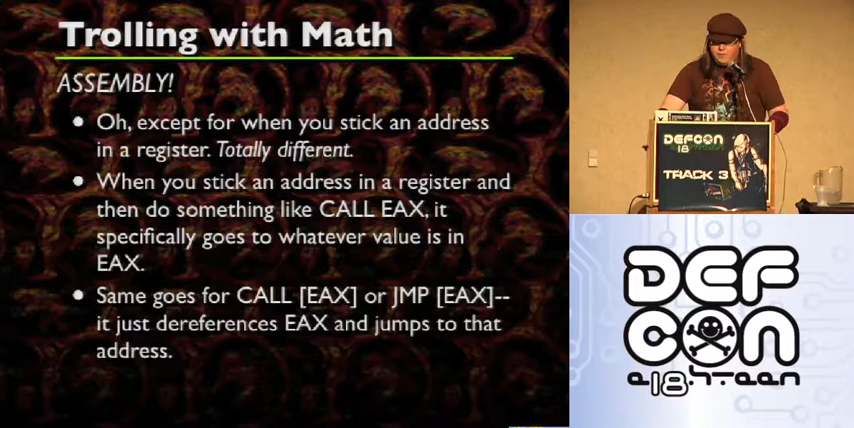 Trolling with Math
ASSEMBLY!
• Oh, except for when you stick an address
in a register. Totally different.
• When you stick an address in a register and
then do something like CALL EAX, it
specifically goes to whatever value is in
EAX.
• Same goes for CALL [EAX] or JMP [EAX]--
it just dereferences EAX and jumps to that
address.
DEFCON
18
TRACK 3
DEF
CON
e18h.teen